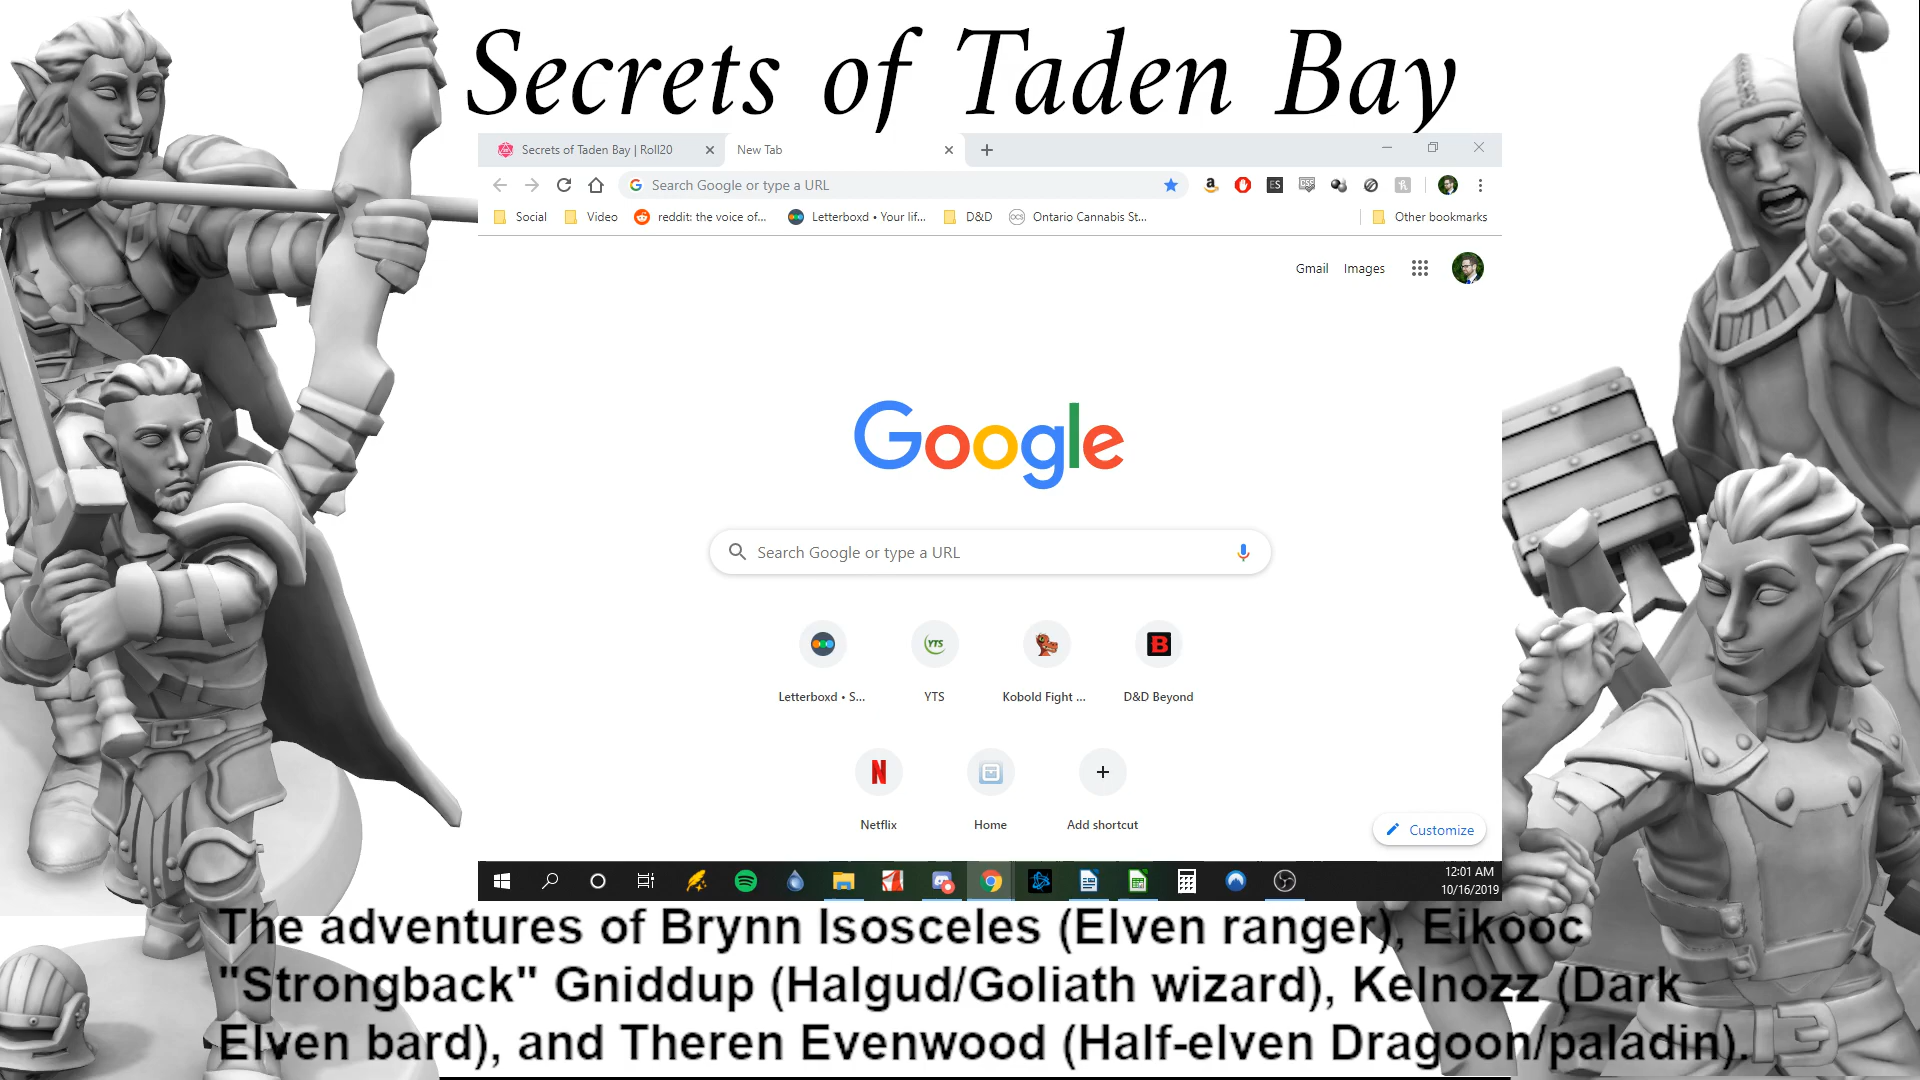 Secrets of Taden Bay
Secrets of Taden Bay | Roll20
New Tab
Search Google or type a URL
ES
CSS
Social
Video
reddit: the voice of...
Letterboxd • Your lif...
D&D
Ontario Cannabis St...
Other bookmarks
Gmail
Images
Google
Search Google or type a URL
YTS
B
Letterboxd • S...
YTS
Kobold Fight ...
D&D Beyond
N
Netflix
Home
Add shortcut
Customize
12:01 AM
10/16/2019
The adventures of Brynn Isosceles (Elven ranger), Eikooc
"Strongback" Gniddup (Halgud/Goliath wizard), Kelnozz (Dark
Elven bard), and Theren Evenwood (Half-elven Dragoon/paladin).